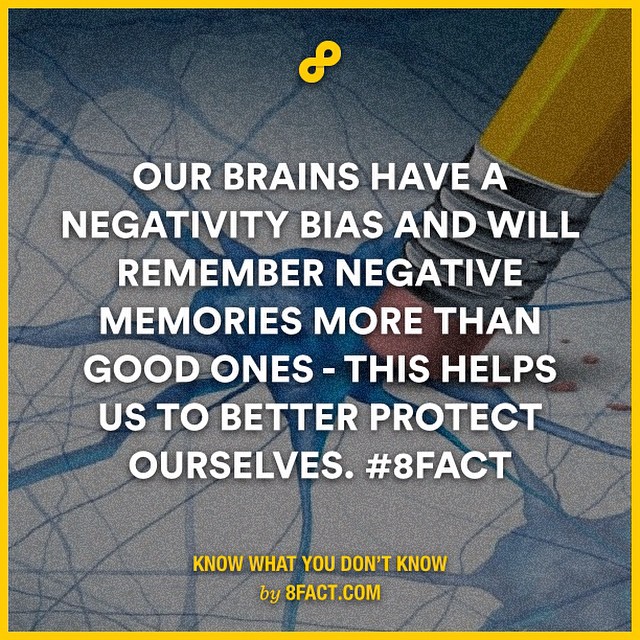 OUR BRAINS HAVE A
NEGATIVITY BIAS AND WILL
REMEMBER NEGATIVE
MEMORIES MORE THAN
GOOD ONES - THIS HELPS
US TO BETTER PROTECT
OURSELVES. #8FACT
KNOW WHAT YOU DON'T KNOW
by 8FACT.COM